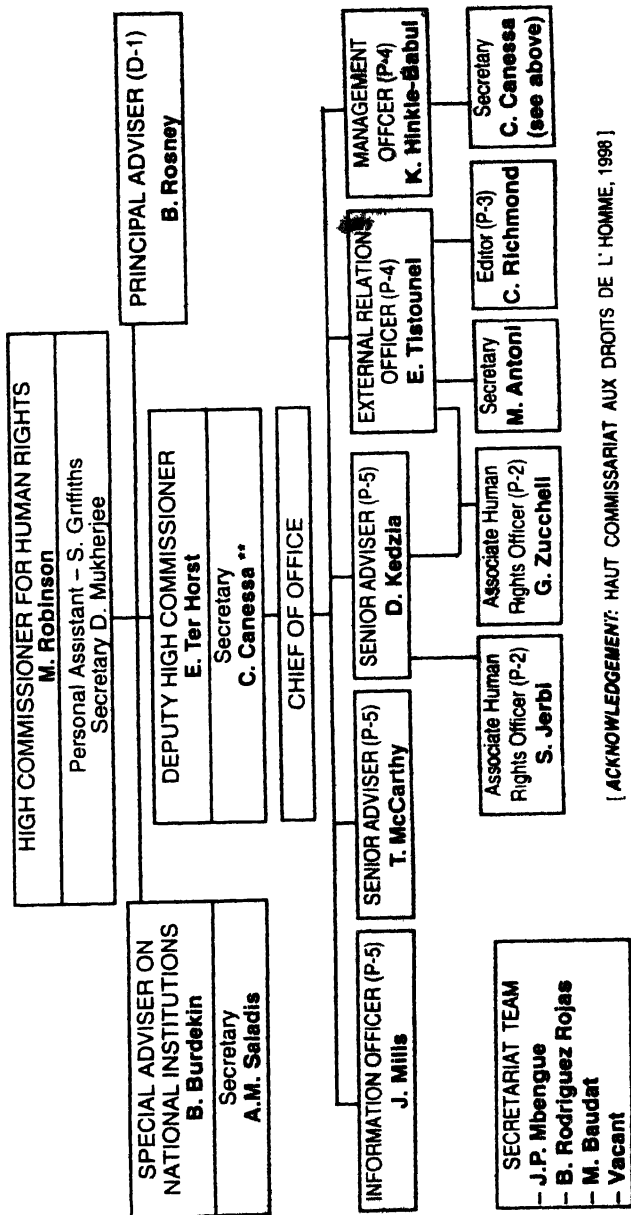 HIGH COMMISSIONER FOR HUMAN RIGHTS
M. Robinson
Personal Assistant – S. Griffiths
Secretary D. Mukherjee
SPECIAL ADVISER ON
NATIONAL INSTITUTIONS
B. Burdekin
Secretary
A.M. Saladis
DEPUTY HIGH COMMISSIONER
E. Ter Horst
Secretary
C. Canessa **
PRINCIPAL ADVISER (D-1)
B. Rosney
CHIEF OF OFFICE
INFORMATION OFFICER (P-5)
J. Mills
SENIOR ADVISER (P-5)
T. McCarthy
SENIOR ADVISER (P-5)
D. Kedzia
EXTERNAL RELATIONS
OFFICER (P-4)
E. Tistounel
MANAGEMENT
OFFCER (P-4)
K. Hinkle-Babul
Associate Human
Rights Officer (P-2)
S. Jerbi
Associate Human
Rights Officer (P-2)
G. Zuccheli
Secretary
M. Antoni
Editor (P-3)
C. Richmond
Secretary
C. Canessa
(see above)
SECRETARIAT TEAM
– J.P. Mbengue
– B. Rodriguez Rojas
– M. Baudat
– Vacant
[ACKNOWLEDGEMENT: HAUT COMMISSARIAT AUX DROITS DE L'HOMME, 1998]